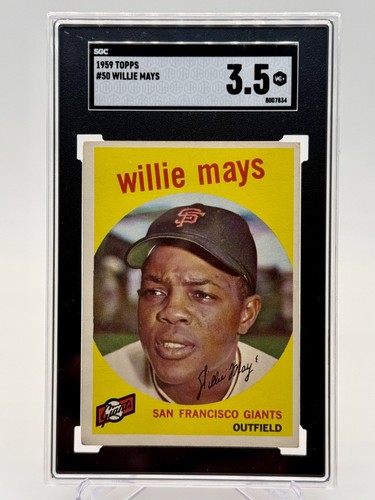 SGC
1959 TOPPS
#50 WILLIE MAYS
3.5
VG+
8007834
willie mays
SF
Willie Mays
Giants
SAN FRANCISCO GIANTS
OUTFIELD